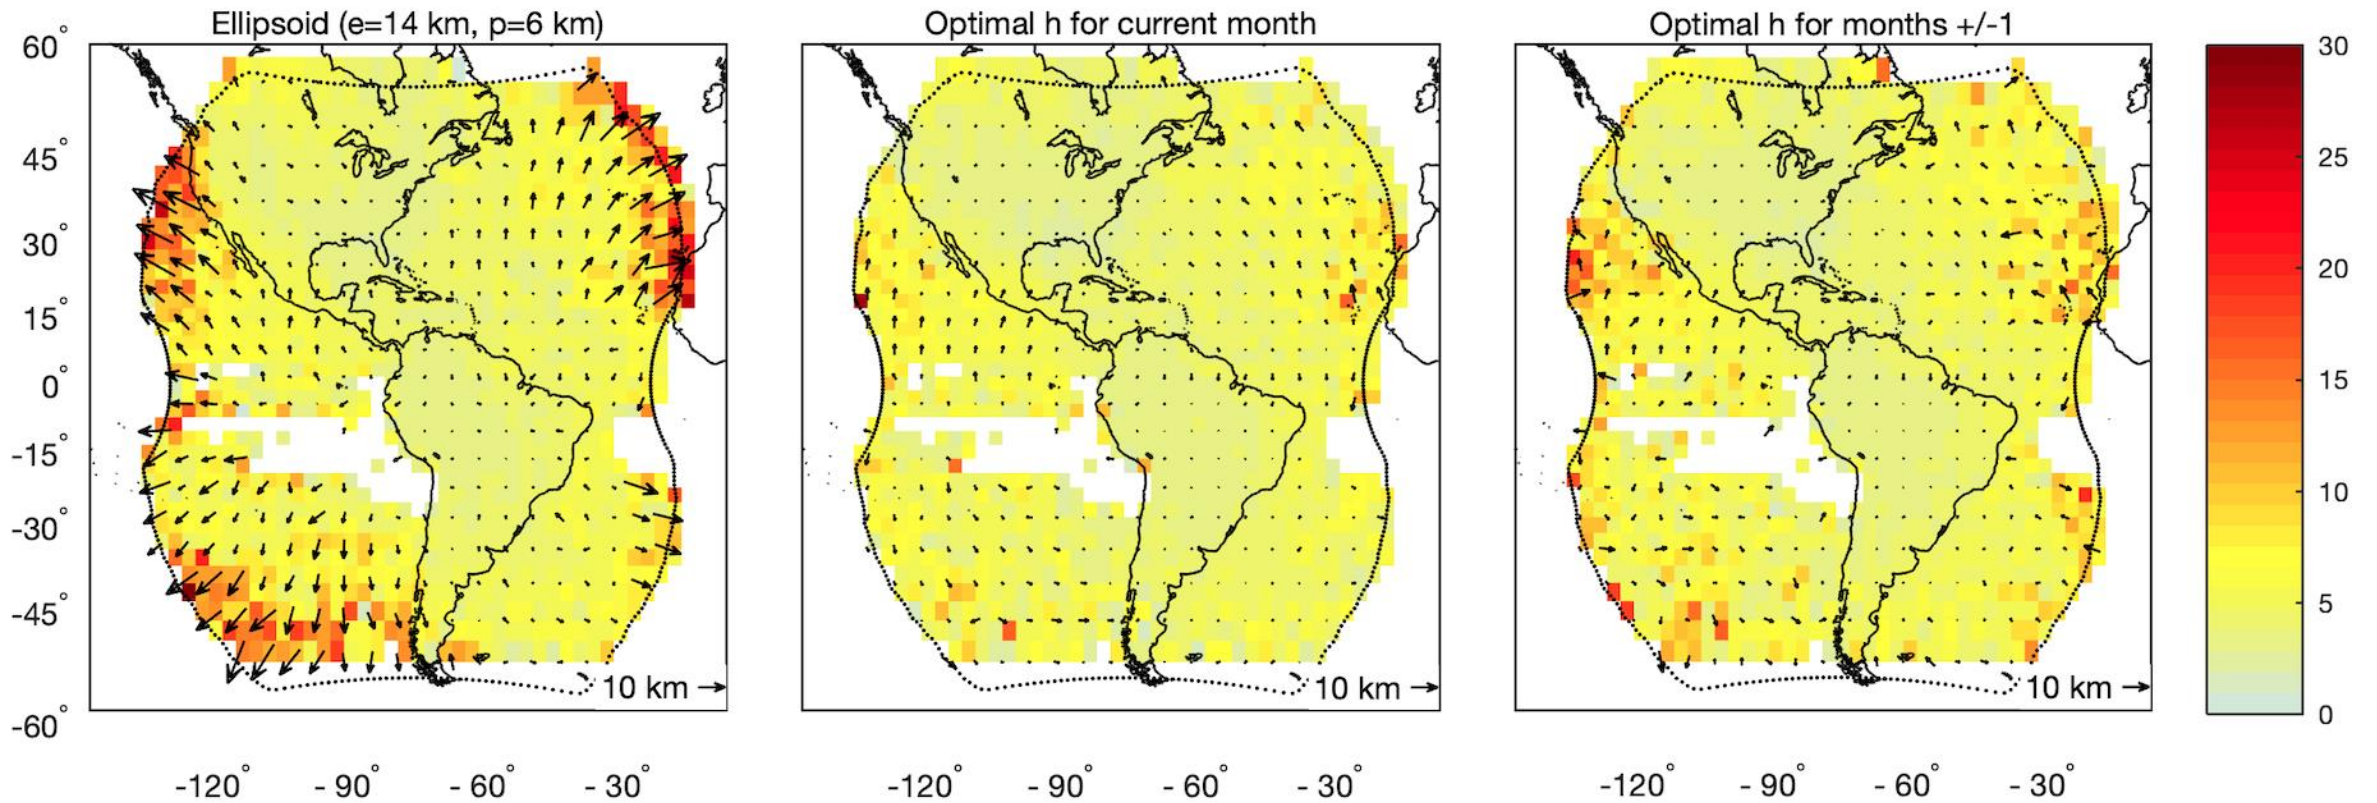 Ellipsoid (e=14 km, p=6 km)
Optimal h for current month
Optimal h for months +/-1
60°
45°
30°
15°
0°
-15°
-30°
-45°
-60°
10 km
10 km
10 km
30
25
20
15
10
5
0
-120° - 90° - 60° - 30°
-120° - 90° - 60° - 30°
-120° - 90° - 60° - 30°